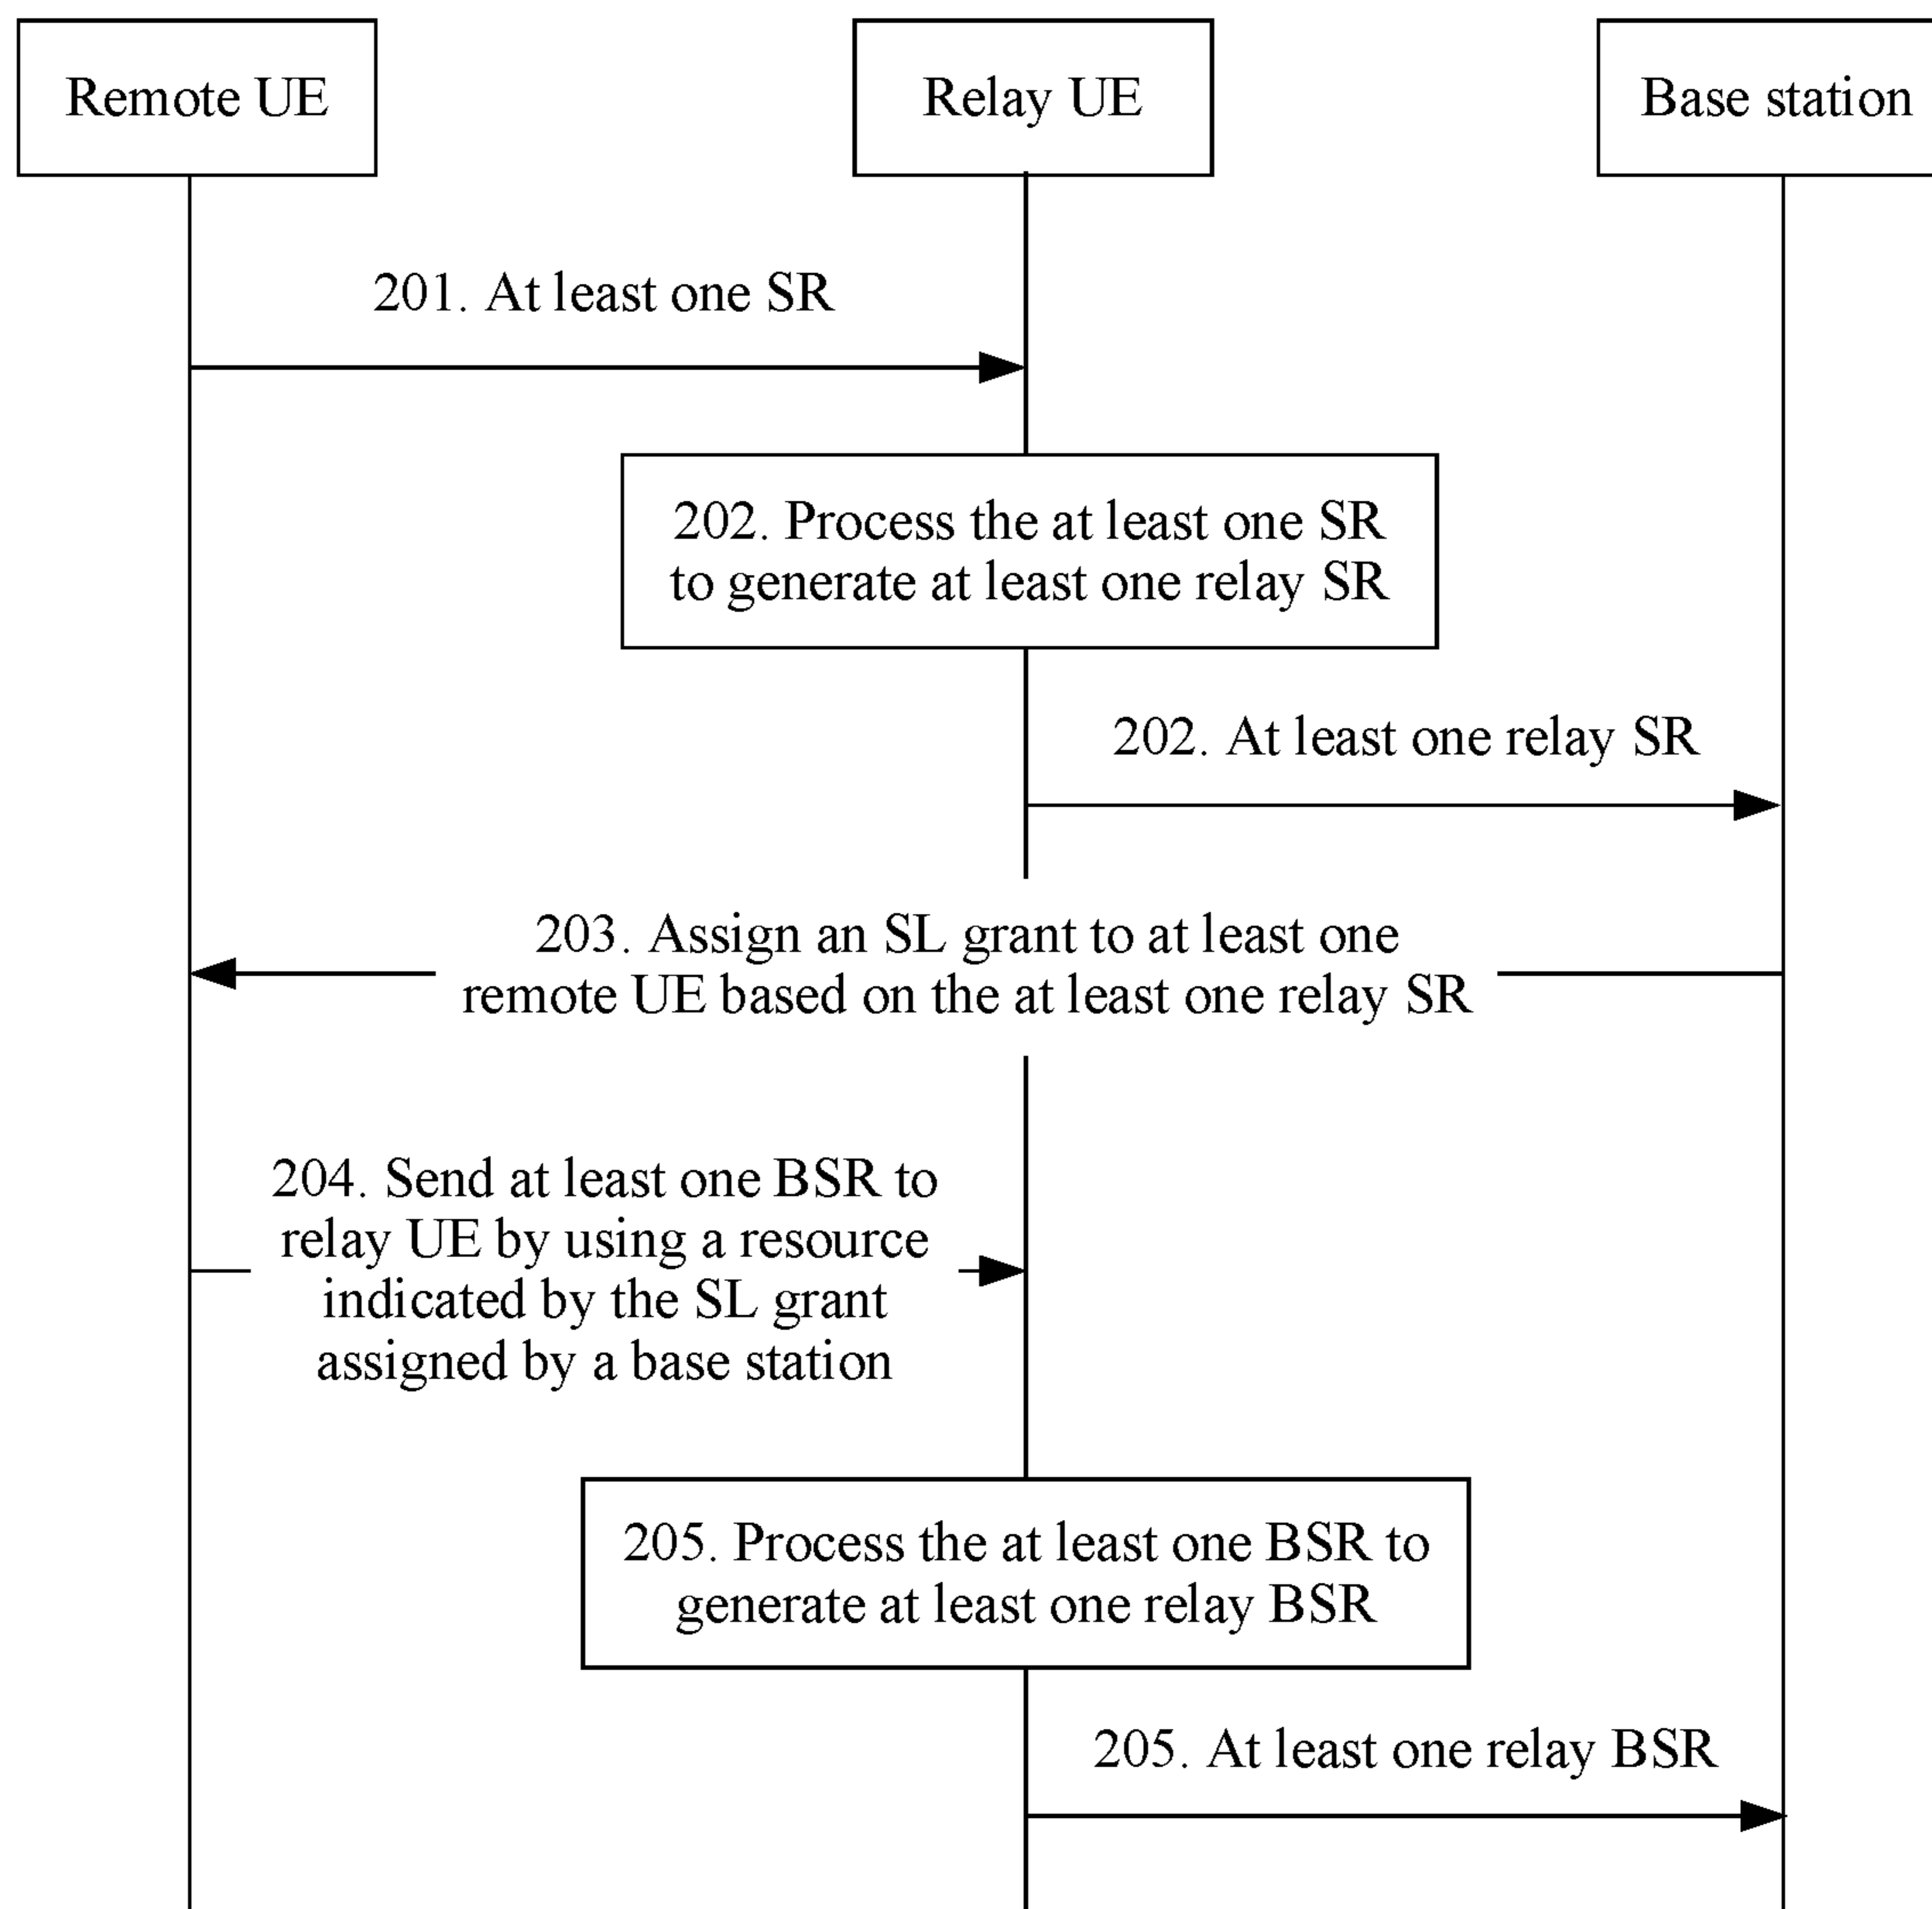 Remote UE
Relay UE
Base station
201. At least one SR
202. Process the at least one SR
to generate at least one relay SR
202. At least one relay SR
203. Assign an SL grant to at least one
remote UE based on the at least one relay SR
204. Send at least one BSR to
relay UE by using a resource
indicated by the SL grant
assigned by a base station
205. Process the at least one BSR to
generate at least one relay BSR
205. At least one relay BSR